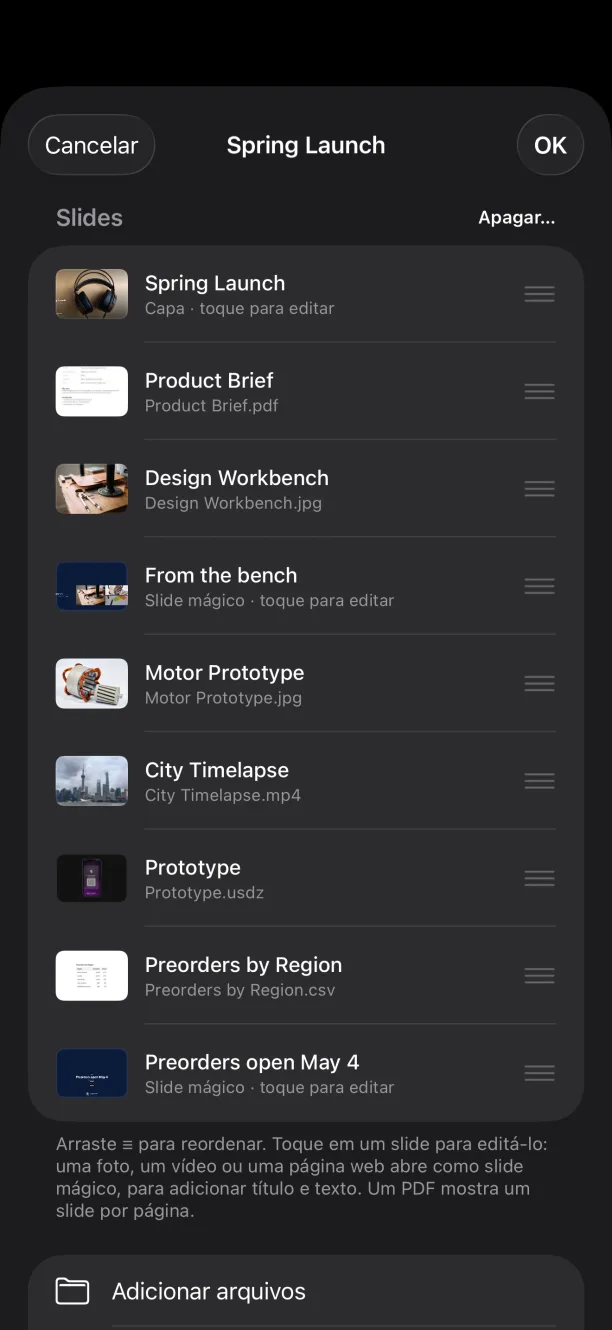 Cancelar
Spring Launch
OK
Slides
Apagar...
Spring Launch
Capa · toque para editar
Product Brief
Product Brief.pdf
Design Workbench
Design Workbench.jpg
From the bench
Slide mágico · toque para editar
Motor Prototype
Motor Prototype.jpg
City Timelapse
City Timelapse.mp4
Prototype
Prototype.usdz
Preorders by Region
Preorders by Region.csv
Preorders open May 4
Slide mágico · toque para editar
Arraste ≡ para reordenar. Toque em um slide para editá-lo:
uma foto, um vídeo ou uma página web abre como slide
mágico, para adicionar título e texto. Um PDF mostra um
slide por página.
Adicionar arquivos